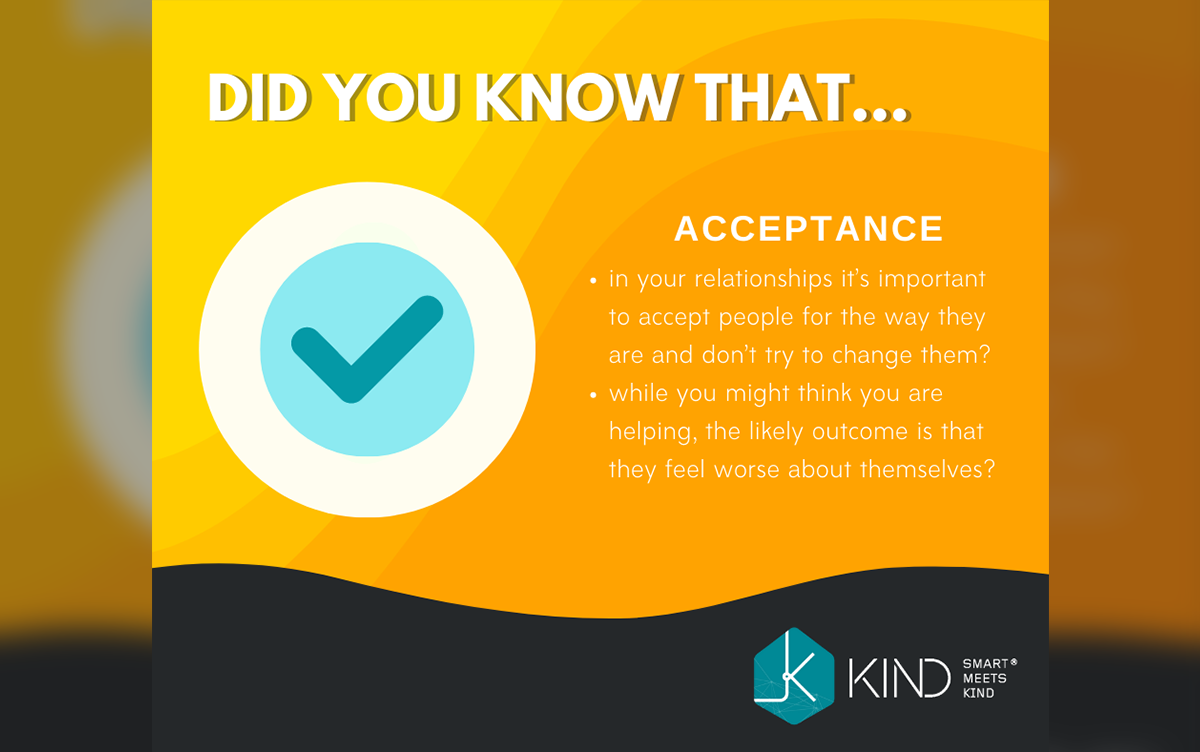 DID YOU KNOW THAT...
ACCEPTANCE
• in your relationships it's important
to accept people for the way they
are and don't try to change them?
• while you might think you are
helping, the likely outcome is that
they feel worse about themselves?
KIND
SMART®
MEETS
KIND